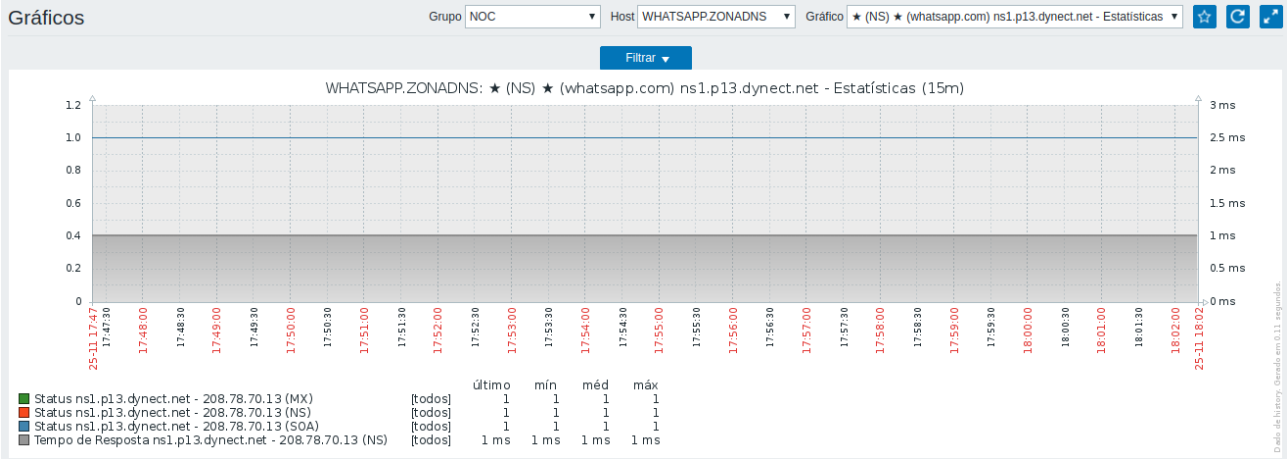 Gráficos Grupo NOC ▼ Host WHATSAPP.ZONADNS ▼ Gráfico ★ (NS) ★ (whatsapp.com) ns1.p13.dynect.net - Estatísticas ▼
Filtrar ▼
WHATSAPP.ZONADNS: ★ (NS) ★ (whatsapp.com) ns1.p13.dynect.net - Estatísticas (15m)
1.2 3 ms
1.0 2.5 ms
0.8 2 ms
0.6 1.5 ms
0.4 1 ms
0.2 0.5 ms
0 0 ms
25-11 17:47 17:47:30 17:48:00 17:48:30 17:49:00 17:49:30 17:50:00 17:50:30 17:51:00 17:51:30 17:52:00 17:52:30 17:53:00 17:53:30 17:54:00 17:54:30 17:55:00 17:55:30 17:56:00 17:56:30 17:57:00 17:57:30 17:58:00 17:58:30 17:59:00 17:59:30 18:00:00 18:00:30 18:01:00 18:01:30 18:02:00 25-11 18:02
último mín méd máx
Status ns1.p13.dynect.net - 208.78.70.13 (MX) [todos] 1 1 1 1
Status ns1.p13.dynect.net - 208.78.70.13 (NS) [todos] 1 1 1 1
Status ns1.p13.dynect.net - 208.78.70.13 (SOA) [todos] 1 1 1 1
Tempo de Resposta ns1.p13.dynect.net - 208.78.70.13 (NS) [todos] 1 ms 1 ms 1 ms 1 ms
Dado de history. Gerado em 0.11 segundos.